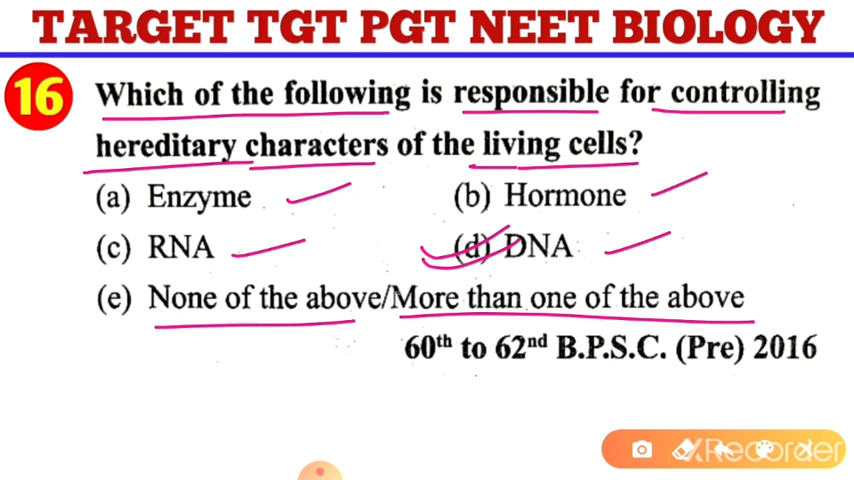 TARGET TGT PGT NEET BIOLOGY
16 Which of the following is responsible for controlling
hereditary characters of the living cells?
(a) Enzyme (b) Hormone
(c) RNA (d) DNA
(e) None of the above/More than one of the above
60th to 62nd B.P.S.C. (Pre) 2016
XRecorder